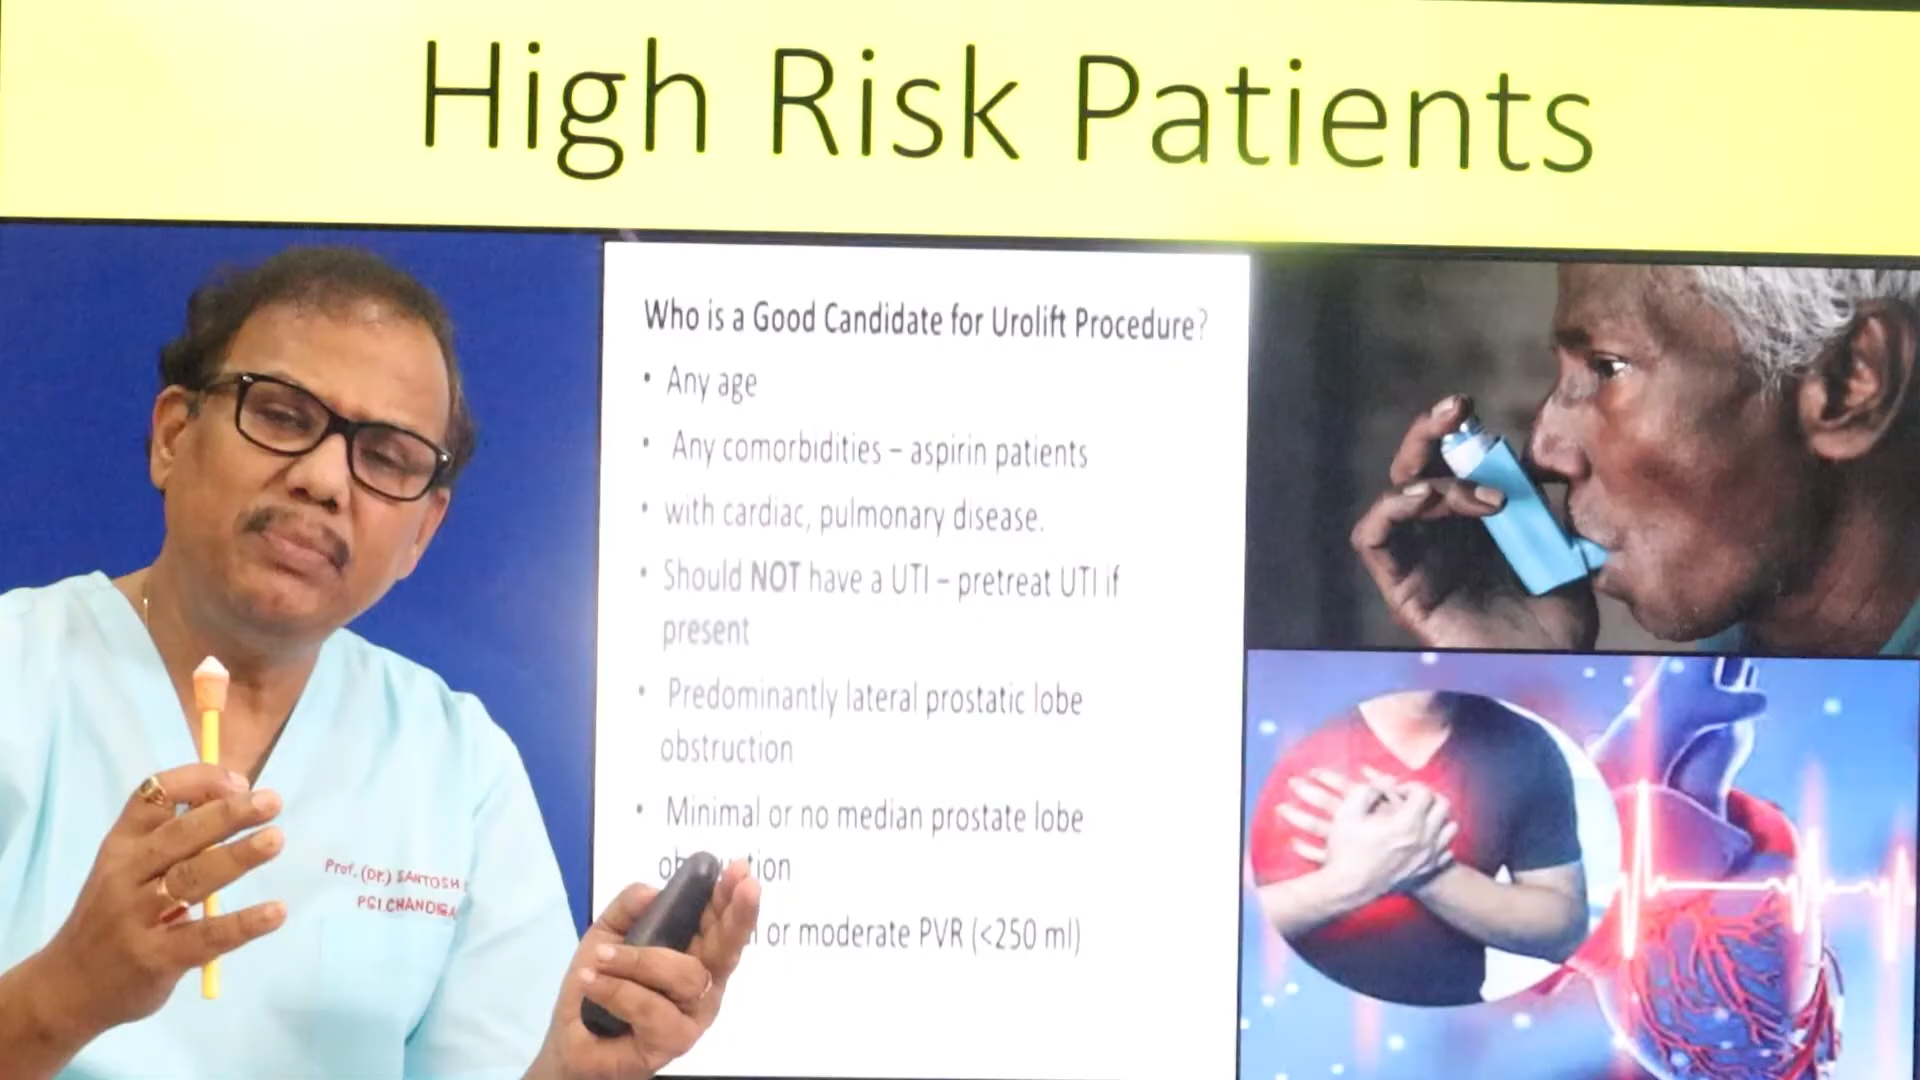 High Risk Patients
Who is a Good Candidate for Urolift Procedure?
• Any age
• Any comorbidities – aspirin patients
• with cardiac, pulmonary disease.
• Should NOT have a UTI – pretreat UTI if
present
• Predominantly lateral prostatic lobe
obstruction
• Minimal or no median prostate lobe
or moderate PVR (<250 ml)
Prof. (Dr.) SANTOSH
PGI.CHANDIGA